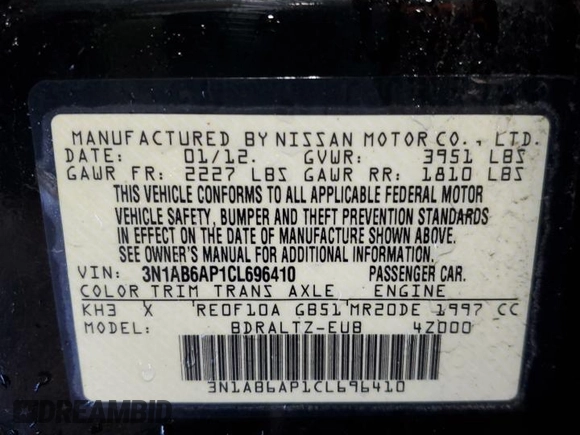 MANUFACTURED BY NISSAN MOTOR CO., LTD.
DATE: 01/12. GVWR: 3951 LBS
GAWR FR: 2227 LBS GAWR RR: 1810 LBS
THIS VEHICLE CONFORMS TO ALL APPLICABLE FEDERAL MOTOR
VEHICLE SAFETY, BUMPER AND THEFT PREVENTION STANDARDS
IN EFFECT ON THE DATE OF MANUFACTURE SHOWN ABOVE.
SEE OWNER'S MANUAL FOR ADDITIONAL INFORMATION.
VIN: 3N1AB6AP1CL696410 PASSENGER CAR.
COLOR TRIM TRANS AXLE ENGINE
KH3 X RE0F10A GB51 MR20DE 1997 CC
MODEL: BDRALTZ-EUB 4Z000
3N1AB6AP1CL696410
DREAMBID